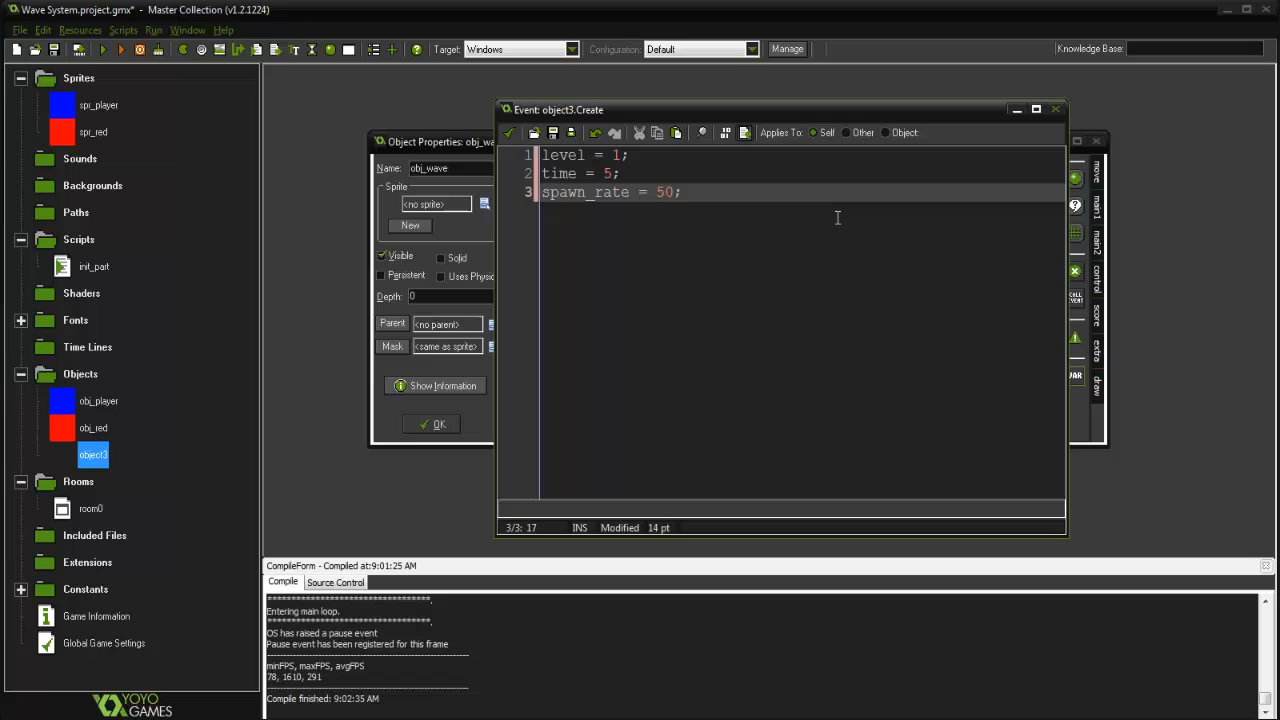 Wave System.project.gmx* - Master Collection (v1.2.1224)
File Edit Resources Scripts Run Window Help
Target: Windows Configuration: Default Manage Knowledge Base:
Sprites
spr_player
spr_red
Sounds
Backgrounds
Paths
Scripts
init_part
Shaders
Fonts
Time Lines
Objects
obj_player
obj_red
object3
Rooms
room0
Included Files
Extensions
Constants
Game Information
Global Game Settings
YOYO
GAMES
Object Properties: obj_wa
Name: obj_wave
Sprite
<no sprite>
New
Visible Solid
Persistent Uses Physic
Depth: 0
Parent <no parent>
Mask <same as sprite>
Show Information
OK
Event: object3.Create
Applies To: Self Other Object:
1 level = 1;
2 time = 5;
3 spawn_rate = 50;
3/3: 17 INS Modified 14 pt
move
main1
main2
control
score
extra
draw
CALL
EVENT
VAR
CompileForm - Compiled at:9:01:25 AM
Compile Source Control
***********************************.
Entering main loop.
***********************************.
OS has raised a pause event
Pause event has been registered for this frame
-------------------------------------------------------
minFPS, maxFPS, avgFPS
78, 1610, 291
-------------------------------------------------------
Compile finished: 9:02:35 AM